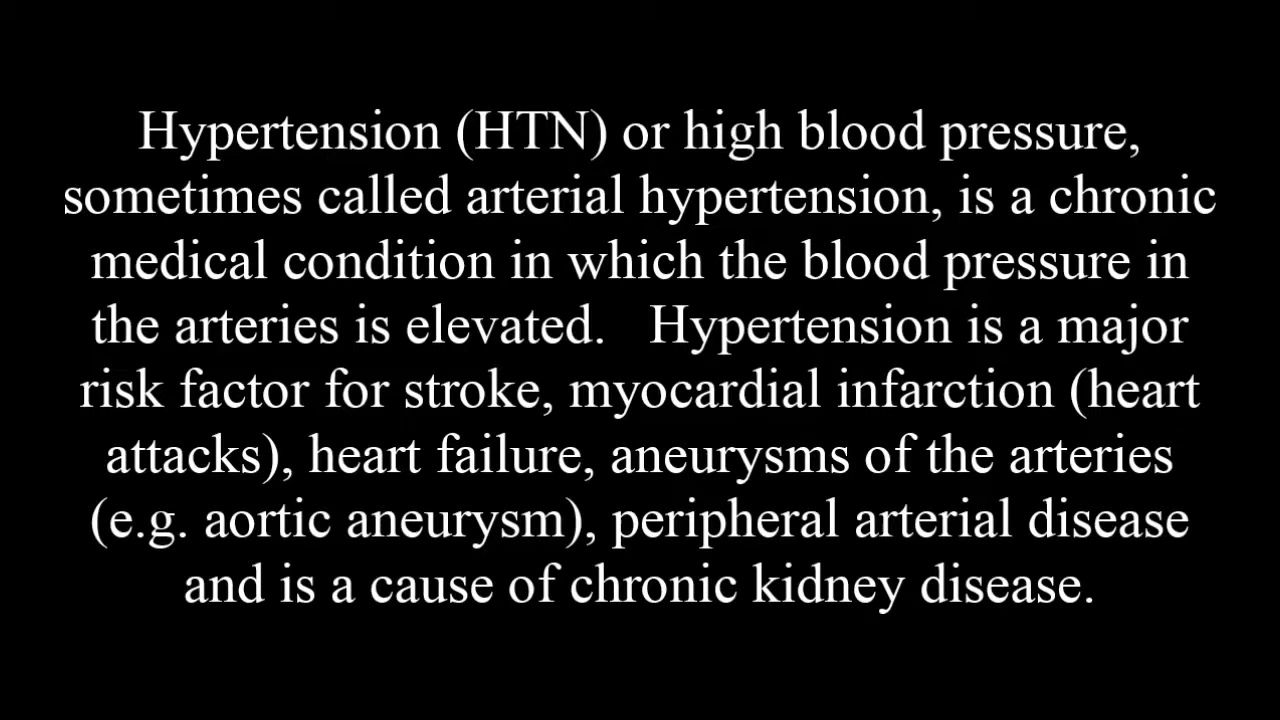 Hypertension (HTN) or high blood pressure,
sometimes called arterial hypertension, is a chronic
medical condition in which the blood pressure in
the arteries is elevated.   Hypertension is a major
risk factor for stroke, myocardial infarction (heart
attacks), heart failure, aneurysms of the arteries
(e.g. aortic aneurysm), peripheral arterial disease
and is a cause of chronic kidney disease.